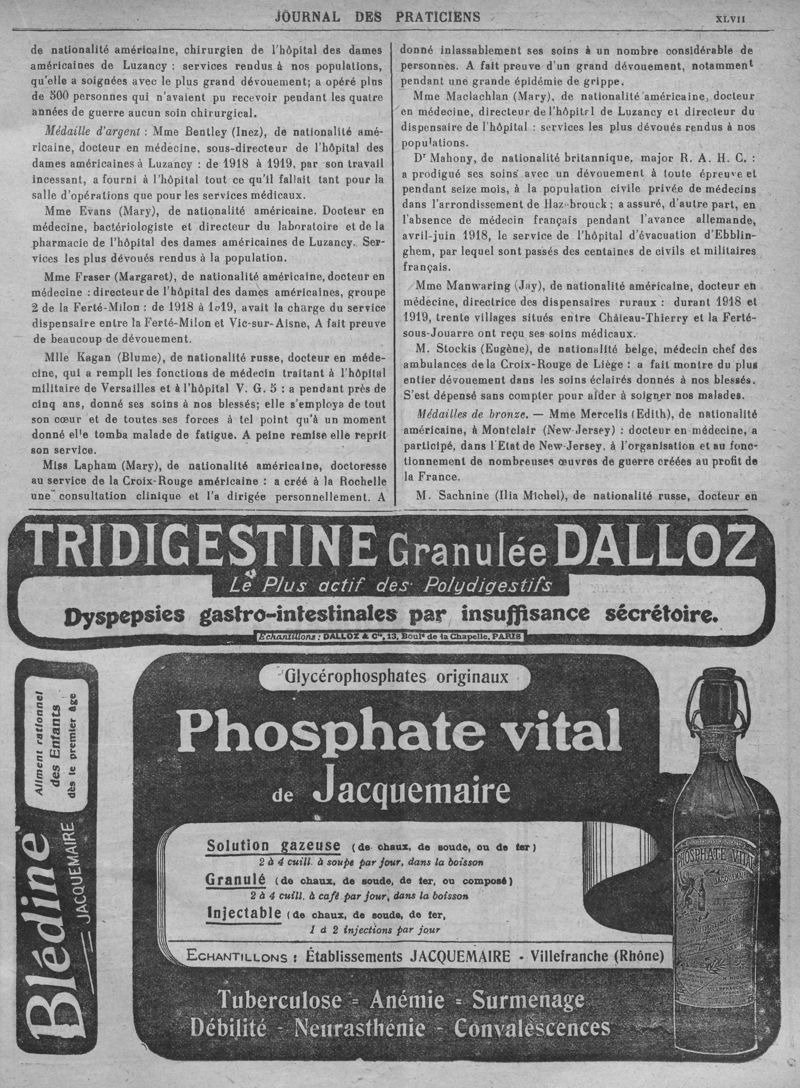 JOURNAL DES PRATICIENS
XLVII
de nationalité américaine, chirurgien de l'hôpital des dames
américaines de Luzancy : services rendus à nos populations,
qu'elle a soignées avec le plus grand dévouement; a opéré plus
de 300 personnes qui n'avaient pu recevoir pendant les quatre
années de guerre aucun soin chirurgical.
Médaille d'argent : Mme Bentley (Inez), de nationalité amé-
ricaine, docteur en médecine, sous-directeur de l'hôpital des
dames américaines à Luzancy : de 1918 à 1919, par son travail
incessant, a fourni à l'hôpital tout ce qu'il fallait tant pour la
salle d'opérations que pour les services médicaux.
Mme Evans (Mary), de nationalité américaine. Docteur en
médecine, bactériologiste et directeur du laboratoire et de la
pharmacie de l'hôpital des dames américaines de Luzancy. Ser-
vices les plus dévoués rendus à la population.
Mme Fraser (Margaret), de nationalité américaine, docteur en
médecine : directeur de l'hôpital des dames américaines, groupe
2 de la Ferté-Milon : de 1918 à 1919, avait la charge du service
dispensaire entre la Ferté-Milon et Vic-sur-Aisne, A fait preuve
de beaucoup de dévouement.
Mlle Kagan (Blume), de nationalité russe, docteur en méde-
cine, qui a rempli les fonctions de médecin traitant à l'hôpital
militaire de Versailles et à l'hôpital V. G. 5 : a pendant près de
cinq ans, donné ses soins à nos blessés; elle s'employa de tout
son cœur et de toutes ses forces à tel point qu'à un moment
donné elle tomba malade de fatigue. A peine remise elle reprit
son service.
Miss Lapham (Mary), de nationalité américaine, doctoresse
au service de la Croix-Rouge américaine : a créé à la Rochelle
une consultation clinique et l'a dirigée personnellement. A
donné inlassablement ses soins à un nombre considérable de
personnes. A fait preuve d'un grand dévouement, notamment
pendant une grande épidémie de grippe.
Mme Maclachlan (Mary), de nationalité américaine, docteur
en médecine, directeur de l'hôpital de Luzancy et directeur du
dispensaire de l'hôpital : services les plus dévoués rendus à nos
populations.
Dr Mahony, de nationalité britannique, major R. A. H. C. :
a prodigué ses soins avec un dévouement à toute épreuve et
pendant seize mois, à la population civile privée de médecins
dans l'arrondissement de Hazebrouck ; a assuré, d'autre part, en
l'absence de médecin français pendant l'avance allemande,
avril-juin 1918, le service de l'hôpital d'évacuation d'Ebblin-
ghem, par lequel sont passés des centaines de civils et militaires
français.
Mme Manwaring (Jay), de nationalité américaine, docteur en
médecine, directrice des dispensaires ruraux : durant 1918 et
1919, trente villages situés entre Château-Thierry et la Ferté-
sous-Jouarre ont reçu ses soins médicaux.
M. Stockis (Eugène), de nationalité belge, médecin chef des
ambulances de la Croix-Rouge de Liège : a fait montre du plus
entier dévouement dans les soins éclairés donnés à nos blessés.
S'est dépensé sans compter pour aider à soigner nos malades.
Médailles de bronze. — Mme Mercelis (Edith), de nationalité
américaine, à Montclair (New-Jersey) : docteur en médecine, a
participé, dans l'Etat de New-Jersey, à l'organisation et au fonc-
tionnement de nombreuses œuvres de guerre créées au profit de
la France.
M. Sachnine (Ilia Michel), de nationalité russe, docteur en
TRIDIGESTINE Granulée DALLOZ
Le Plus actif des Polydigestifs
Dyspepsies gastro-intestinales par insuffisance sécrétoire.
Echantillons : DALLOZ & Cie, 13, Bould de la Chapelle, PARIS
Aliment rationnel
des Enfants
dès le premier âge
Blédine
JACQUEMAIRE
Glycérophosphates originaux
Phosphate vital
de Jacquemaire
Solution gazeuse (de chaux, de soude, ou de fer)
2 à 4 cuill. à soupe par jour, dans la boisson
Granulé (de chaux, de soude, de fer, ou composé)
2 à 4 cuill. à café par jour, dans la boisson
Injectable (de chaux, de soude, de fer,
1 à 2 injections par jour
ECHANTILLONS : Établissements JACQUEMAIRE - Villefranche (Rhône)
Tuberculose = Anémie = Surmenage
Débilité - Neurasthénie - Convalescences
PHOSPHATE VITAL